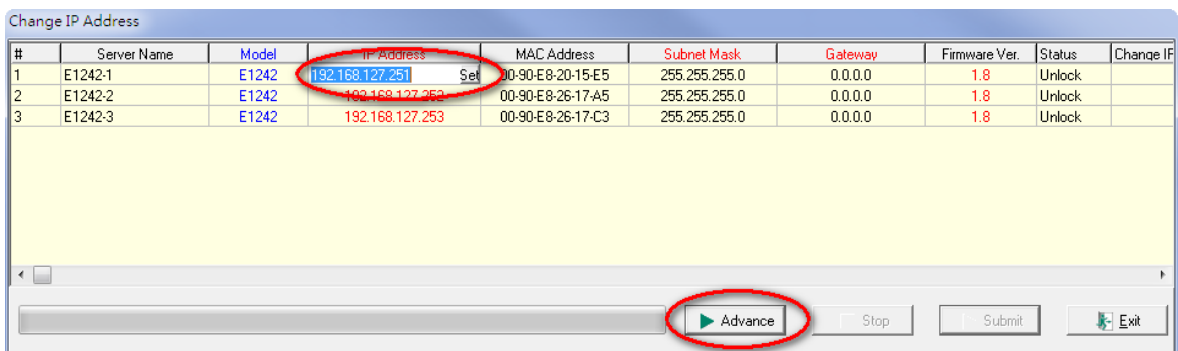 Change IP Address
# Server Name Model IP Address MAC Address Subnet Mask Gateway Firmware Ver. Status Change IP
1 E1242-1 E1242 192.168.127.251 Set 00-90-E8-20-15-E5 255.255.255.0 0.0.0.0 1.8 Unlock
2 E1242-2 E1242 192.168.127.252 00-90-E8-26-17-A5 255.255.255.0 0.0.0.0 1.8 Unlock
3 E1242-3 E1242 192.168.127.253 00-90-E8-26-17-C3 255.255.255.0 0.0.0.0 1.8 Unlock
Advance Stop Submit Exit